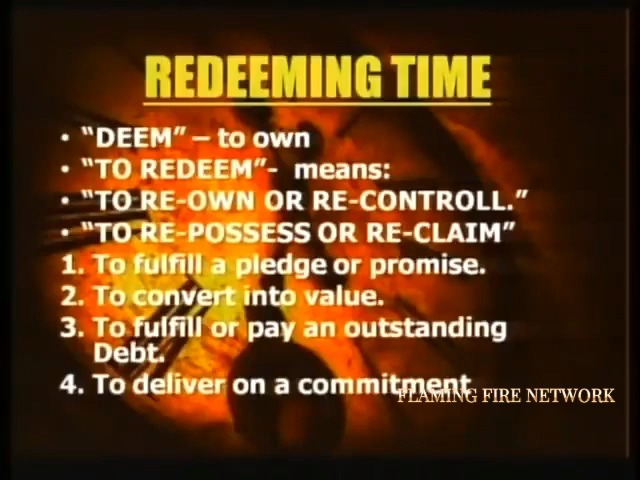 REDEEMING TIME
• “DEEM” – to own
• “TO REDEEM”- means:
• “TO RE-OWN OR RE-CONTROLL.”
• “TO RE-POSSESS OR RE-CLAIM”
1. To fulfill a pledge or promise.
2. To convert into value.
3. To fulfill or pay an outstanding
Debt.
4. To deliver on a commitment
FLAMING FIRE NETWORK